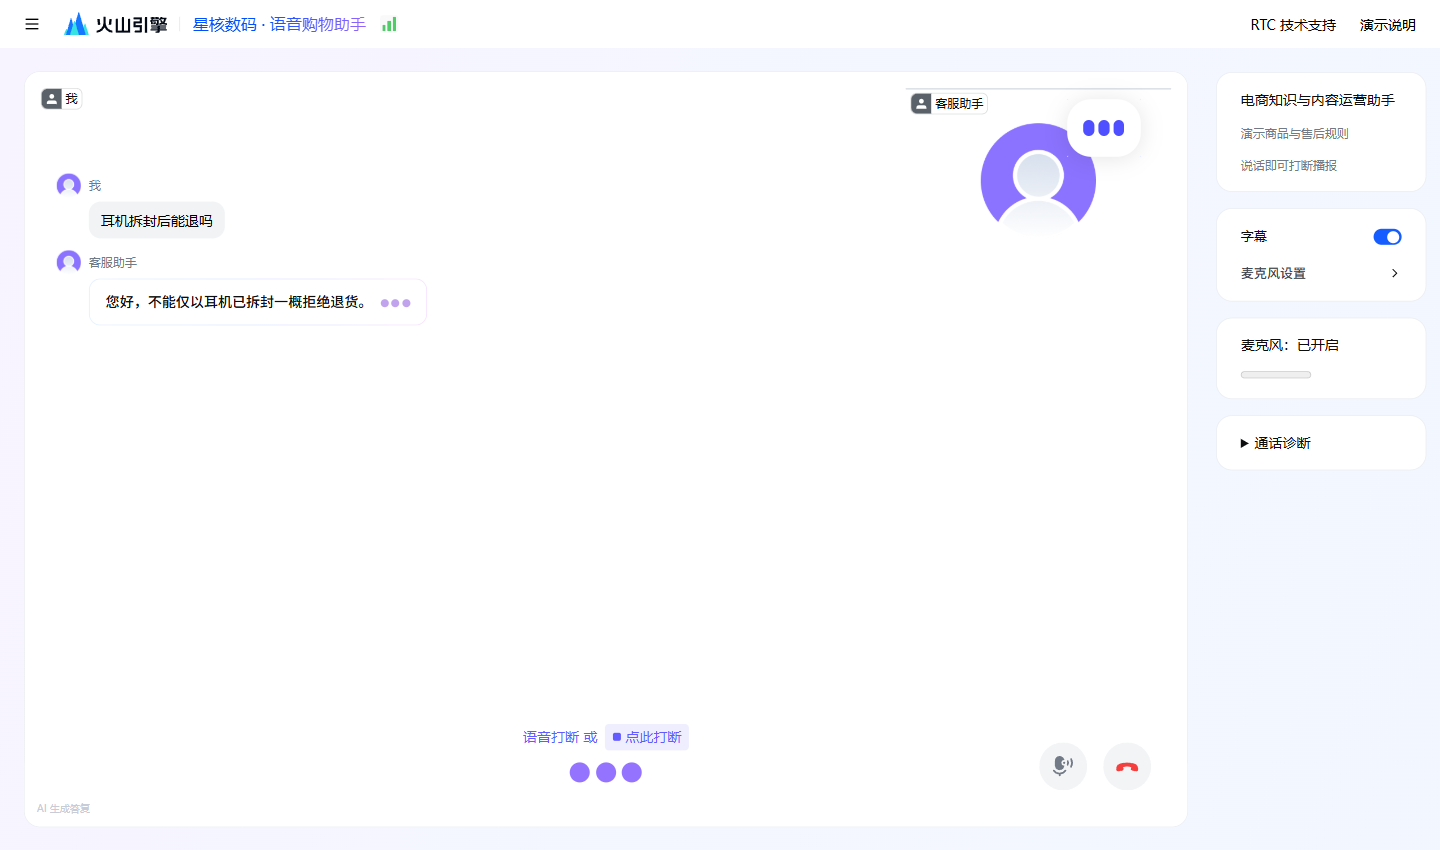 火山引擎
星核数码 · 语音购物助手
RTC 技术支持
演示说明
我
客服助手
我
耳机拆封后能退吗
客服助手
您好，不能仅以耳机已拆封一概拒绝退货。
语音打断 或
点此打断
AI 生成答复
电商知识与内容运营助手
演示商品与售后规则
说话即可打断播报
字幕
麦克风设置
麦克风：已开启
通话诊断